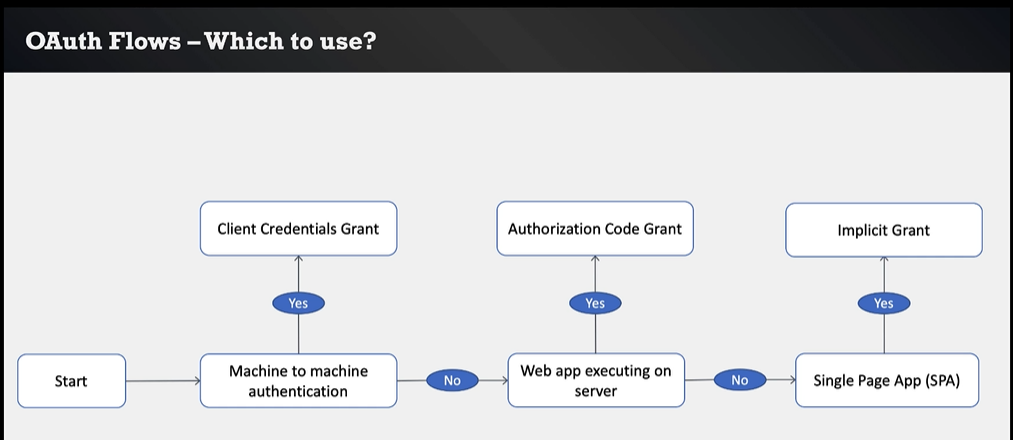 OAuth Flows – Which to use?
Client Credentials Grant
Authorization Code Grant
Implicit Grant
Yes
Yes
Yes
Start
Machine to machine
authentication
No
Web app executing on
server
No
Single Page App (SPA)